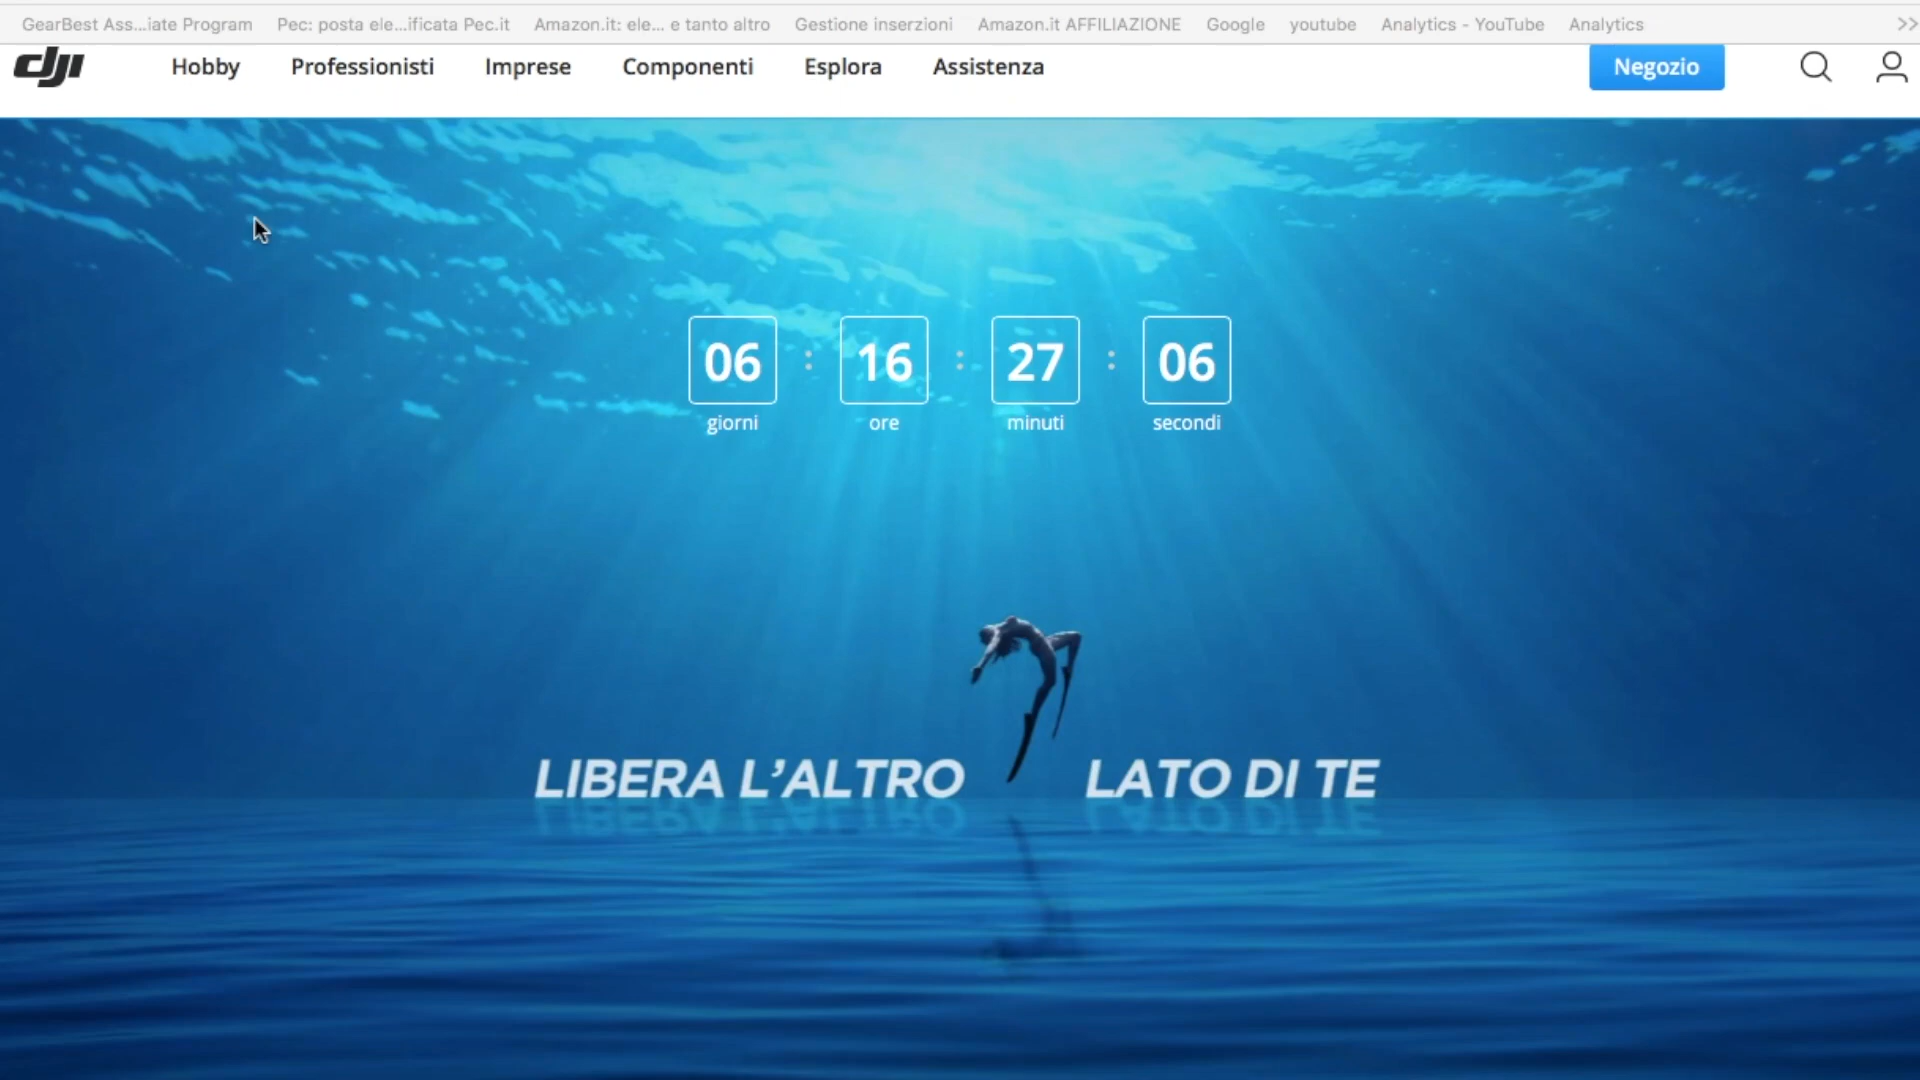 GearBest Ass...iate Program Pec: posta ele...ificata Pec.it Amazon.it: ele... e tanto altro Gestione inserzioni Amazon.it AFFILIAZIONE Google youtube Analytics - YouTube Analytics >>
dji Hobby Professionisti Imprese Componenti Esplora Assistenza Negozio
06 : 16 : 27 : 06
giorni ore minuti secondi
LIBERA L'ALTRO LATO DI TE